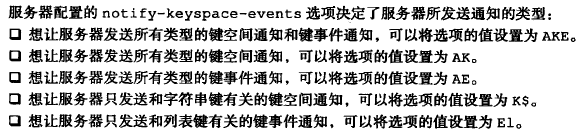 服务器配置的 notify-keyspace-events 选项决定了服务器所发送通知的类型：
❑ 想让服务器发送所有类型的键空间通知和键事件通知，可以将选项的值设置为 AKE。
❑ 想让服务器发送所有类型的键空间通知，可以将选项的值设置为 AK。
❑ 想让服务器发送所有类型的键事件通知，可以将选项的值设置为 AE。
❑ 想让服务器只发送和字符串键有关的键空间通知，可以将选项的值设置为 K$。
❑ 想让服务器只发送和列表键有关的键事件通知，可以将选项的值设置为 El。